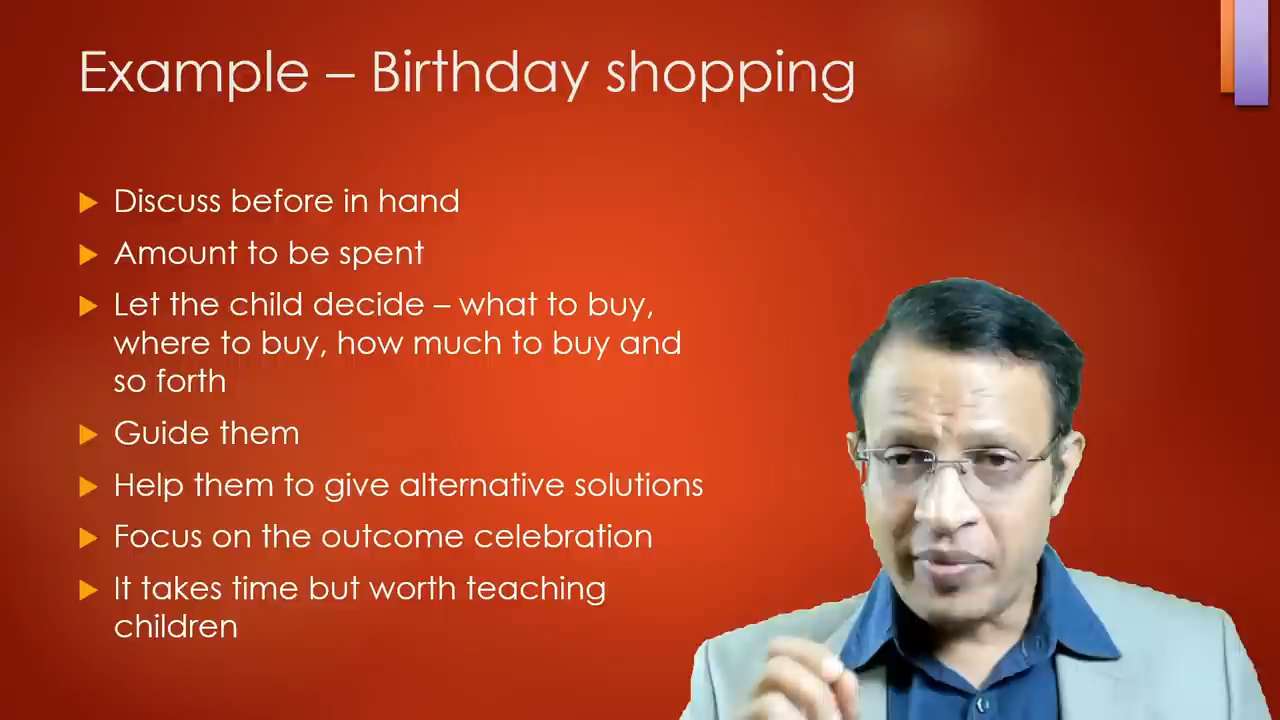 Example – Birthday shopping
Discuss before in hand
Amount to be spent
Let the child decide – what to buy,
where to buy, how much to buy and
so forth
Guide them
Help them to give alternative solutions
Focus on the outcome celebration
It takes time but worth teaching
children